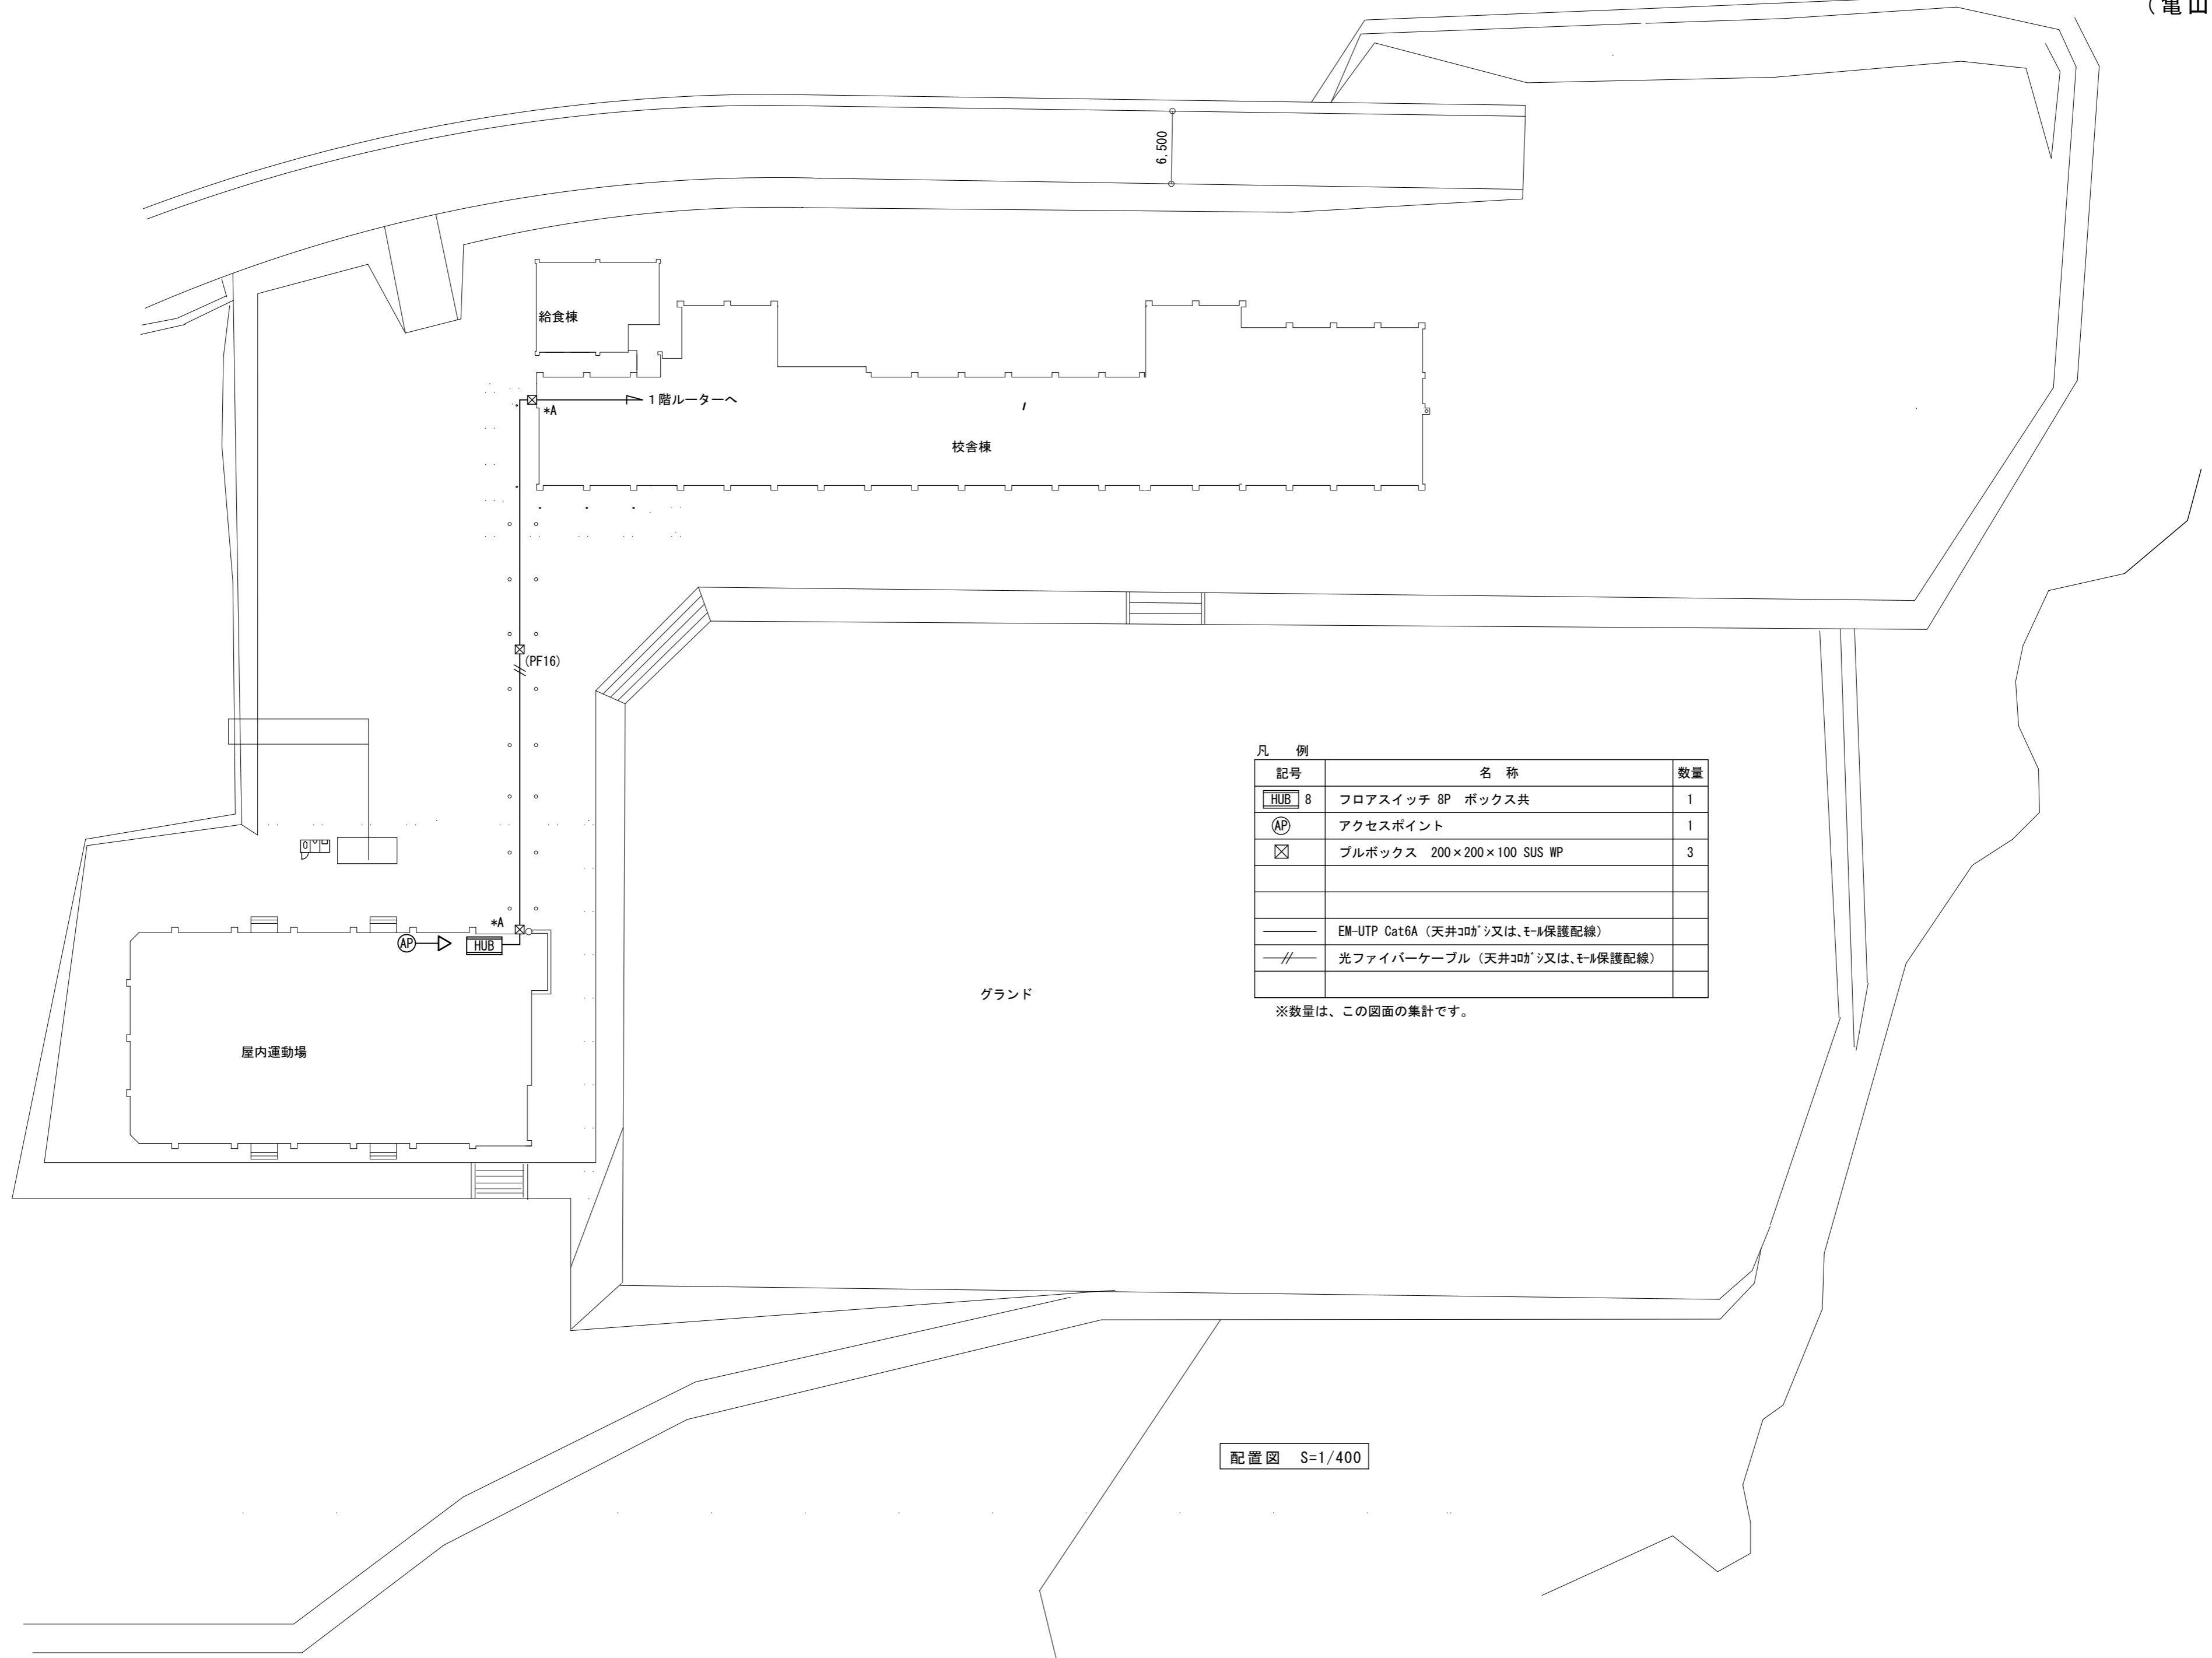 (亀山
6,500
給食棟
1階ルーターへ
*A
校舎棟
(PF16)
凡 例
記号 名 称 数量
HUB 8 フロアスイッチ 8P ボックス共 1
AP アクセスポイント 1
プルボックス 200×200×100 SUS WP 3
EM-UTP Cat6A (天井コロガシ又は、モール保護配線)
光ファイバーケーブル (天井コロガシ又は、モール保護配線)
※数量は、この図面の集計です。
*A
AP
HUB
グランド
屋内運動場
配置図 S=1/400